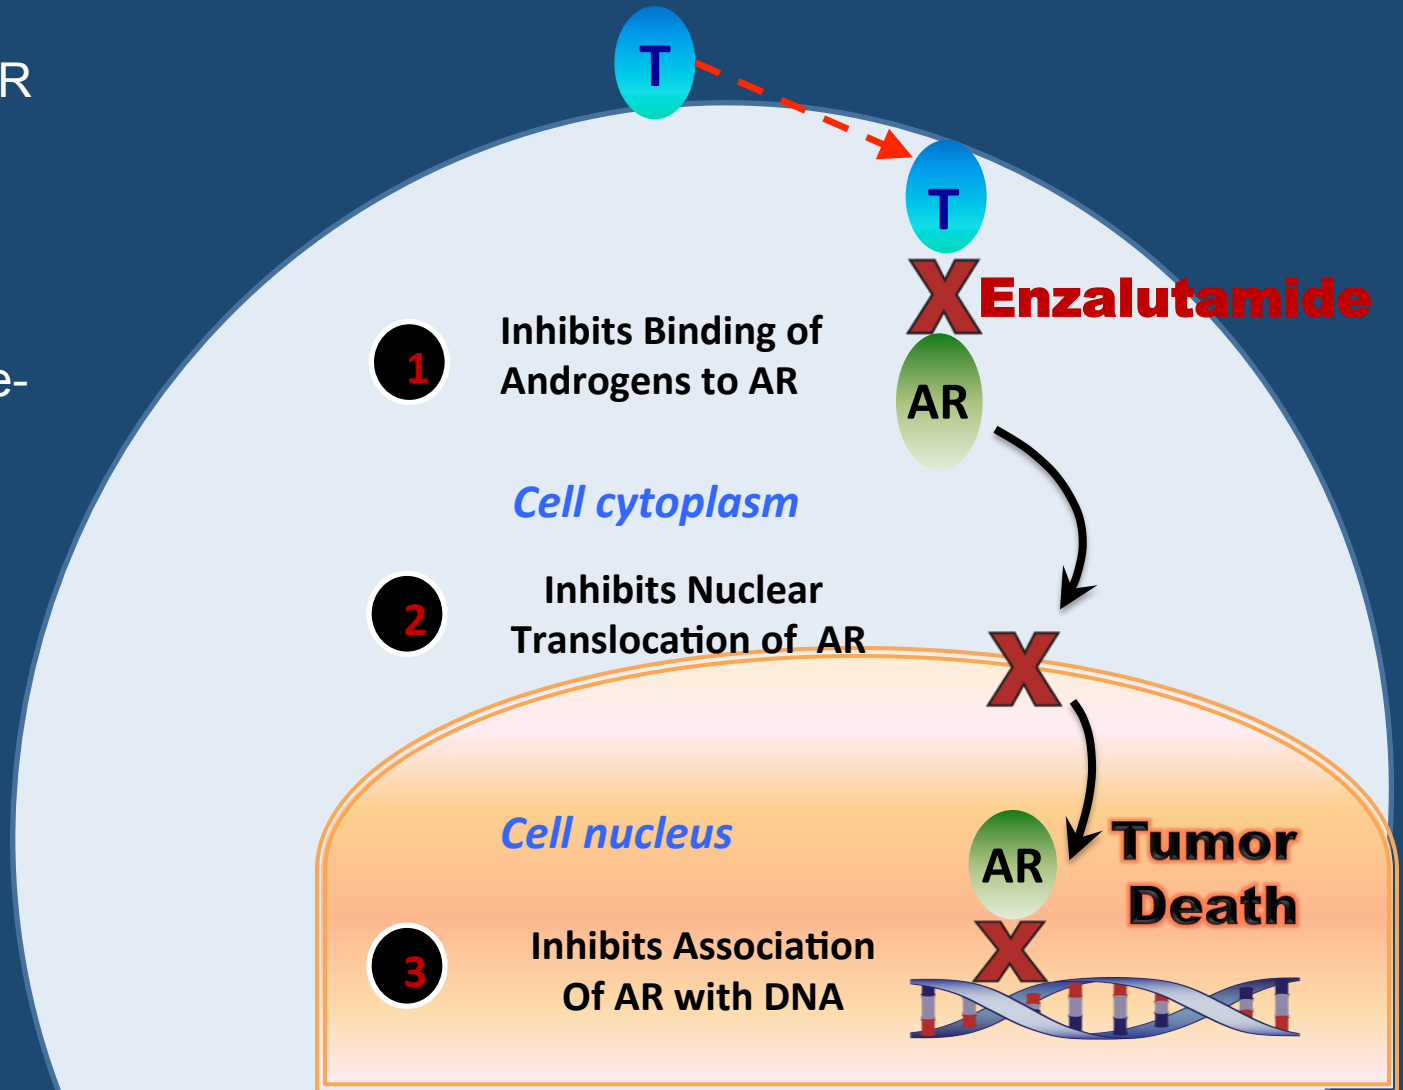 T
R
T
Enzalutamide
1
Inhibits Binding of
Androgens to AR
AR
e-
Cell cytoplasm
2
Inhibits Nuclear
Translocation of AR
X
Cell nucleus
AR
Tumor
Death
3
Inhibits Association
Of AR with DNA